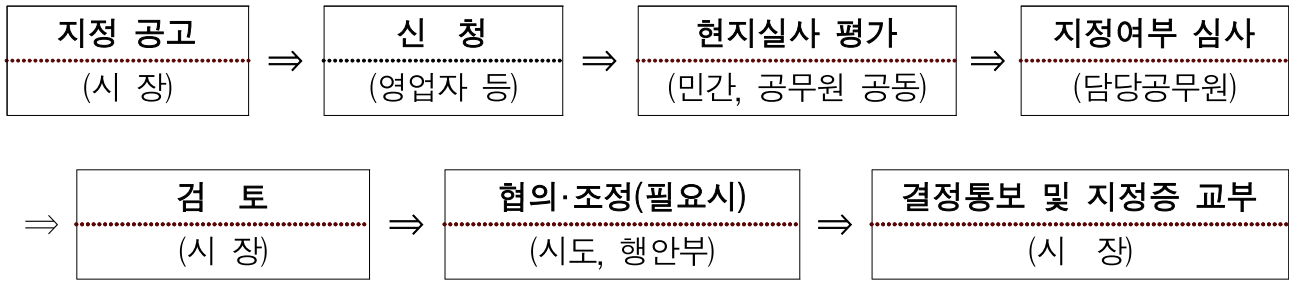 지정 공고 ⇒ 신 청 ⇒ 현지실사 평가 ⇒ 지정여부 심사
(시 장) (영업자 등) (민간, 공무원 공동) (담당공무원)
⇒ 검 토 ⇒ 협의·조정(필요시) ⇒ 결정통보 및 지정증 교부
(시 장) (시도, 행안부) (시 장)